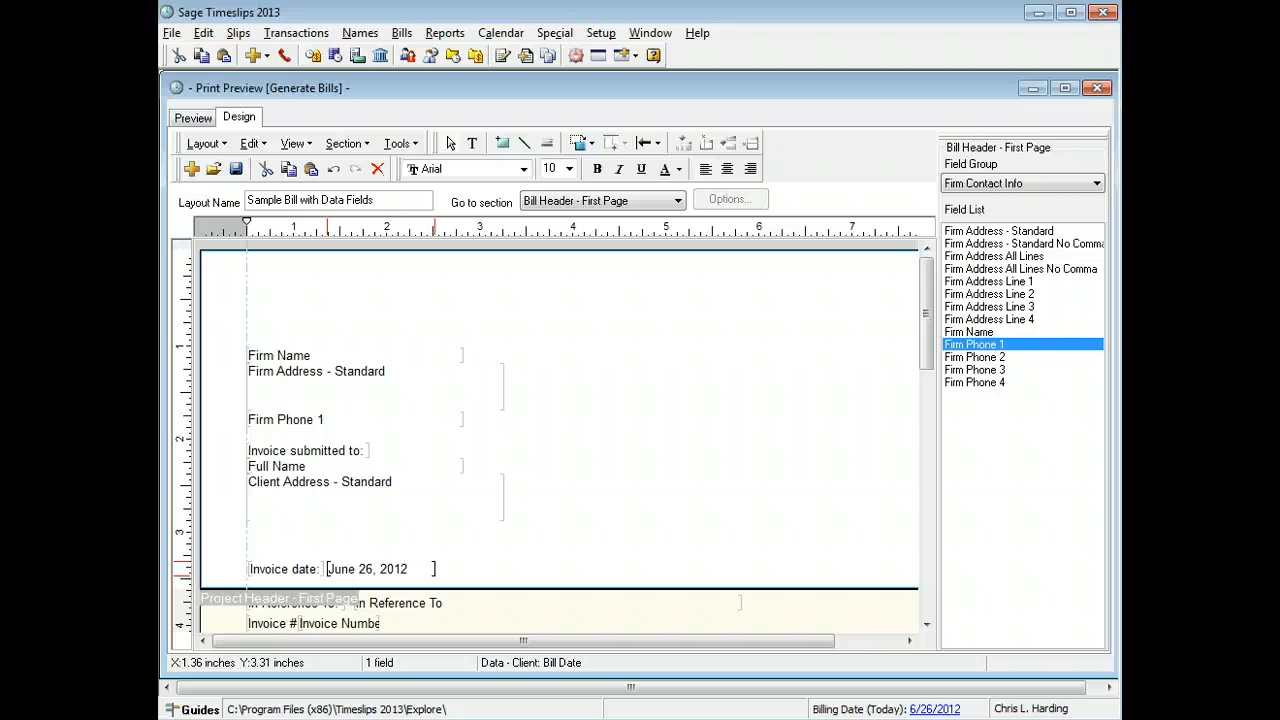 Sage Timeslips 2013
File Edit Slips Transactions Names Bills Reports Calendar Special Setup Window Help
- Print Preview [Generate Bills] -
Preview Design
Layout Edit View Section Tools T
Bill Header - First Page
Arial 10 B I U A
Field Group
Firm Contact Info
Layout Name Sample Bill with Data Fields Go to section Bill Header - First Page Options...
Field List
1 2 3 4 5 6 7
Firm Address - Standard
Firm Address - Standard No Comma
Firm Address All Lines
Firm Address All Lines No Comma
Firm Address Line 1
Firm Address Line 2
Firm Address Line 3
Firm Address Line 4
Firm Name
Firm Phone 1
Firm Phone 2
Firm Phone 3
Firm Phone 4
1
Firm Name
Firm Address - Standard
Firm Phone 1
2
Invoice submitted to:
Full Name
Client Address - Standard
3
Invoice date: June 26, 2012
Project Header - First Page
In Reference To: In Reference To
4
Invoice # Invoice Numbe
X:1.36 inches Y:3.31 inches 1 field Data - Client: Bill Date
Guides C:\Program Files (x86)\Timeslips 2013\Explore\ Billing Date (Today): 6/26/2012 Chris L. Harding